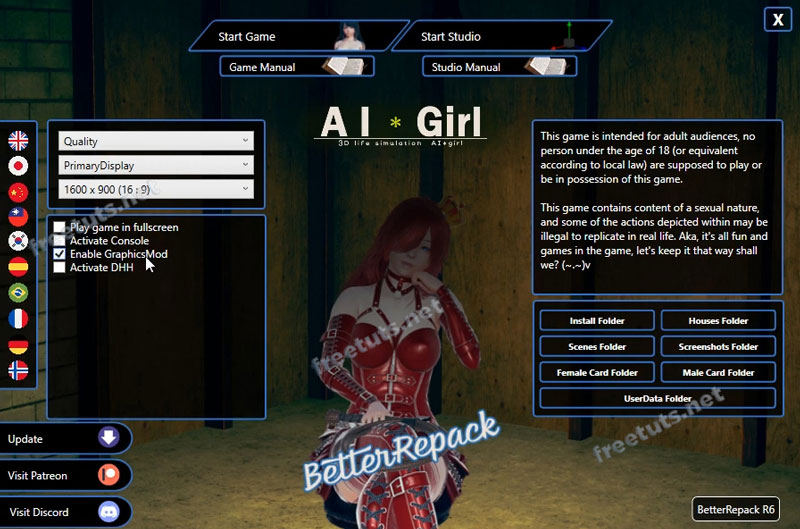 X
Start Game
Start Studio
Game Manual
Studio Manual
A I * Girl
3D life simulation AI*girl
Quality
PrimaryDisplay
1600 x 900 (16 : 9)
Play game in fullscreen
Activate Console
Enable GraphicsMod
Activate DHH
This game is intended for adult audiences, no
person under the age of 18 (or equivalent
according to local law) are supposed to play or
be in possession of this game.
This game contains content of a sexual nature,
and some of the actions depicted within may be
illegal to replicate in real life. Aka, it's all fun and
games in the game, let's keep it that way shall
we? (~.~)v
Install Folder
Houses Folder
Scenes Folder
Screenshots Folder
Female Card Folder
Male Card Folder
UserData Folder
Update
Visit Patreon
Visit Discord
BetterRepack
BetterRepack R6
freetuts.net
freetuts.net
freetuts.net